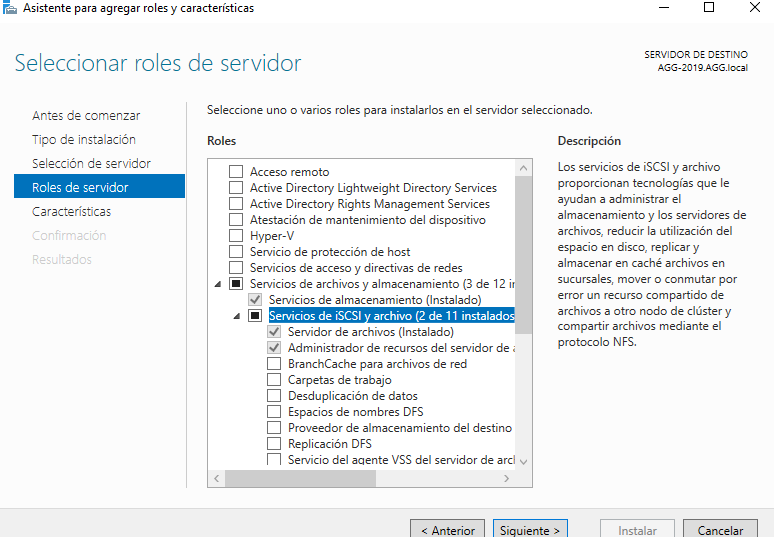 Asistente para agregar roles y características
Seleccionar roles de servidor
SERVIDOR DE DESTINO
AGG-2019.AGG.local
Antes de comenzar
Tipo de instalación
Selección de servidor
Roles de servidor
Características
Confirmación
Resultados
Seleccione uno o varios roles para instalarlos en el servidor seleccionado.
Roles
Acceso remoto
Active Directory Lightweight Directory Services
Active Directory Rights Management Services
Atestación de mantenimiento del dispositivo
Hyper-V
Servicio de protección de host
Servicios de acceso y directivas de redes
Servicios de archivos y almacenamiento (3 de 12 in
Servicios de almacenamiento (Instalado)
Servicios de iSCSI y archivo (2 de 11 instalados
Servidor de archivos (Instalado)
Administrador de recursos del servidor de a
BranchCache para archivos de red
Carpetas de trabajo
Desduplicación de datos
Espacios de nombres DFS
Proveedor de almacenamiento del destino
Replicación DFS
Servicio del agente VSS del servidor de arc
Descripción
Los servicios de iSCSI y archivo
proporcionan tecnologías que le
ayudan a administrar el
almacenamiento y los servidores de
archivos, reducir la utilización del
espacio en disco, replicar y
almacenar en caché archivos en
sucursales, mover o conmutar por
error un recurso compartido de
archivos a otro nodo de clúster y
compartir archivos mediante el
protocolo NFS.
< Anterior
Siguiente >
Instalar
Cancelar